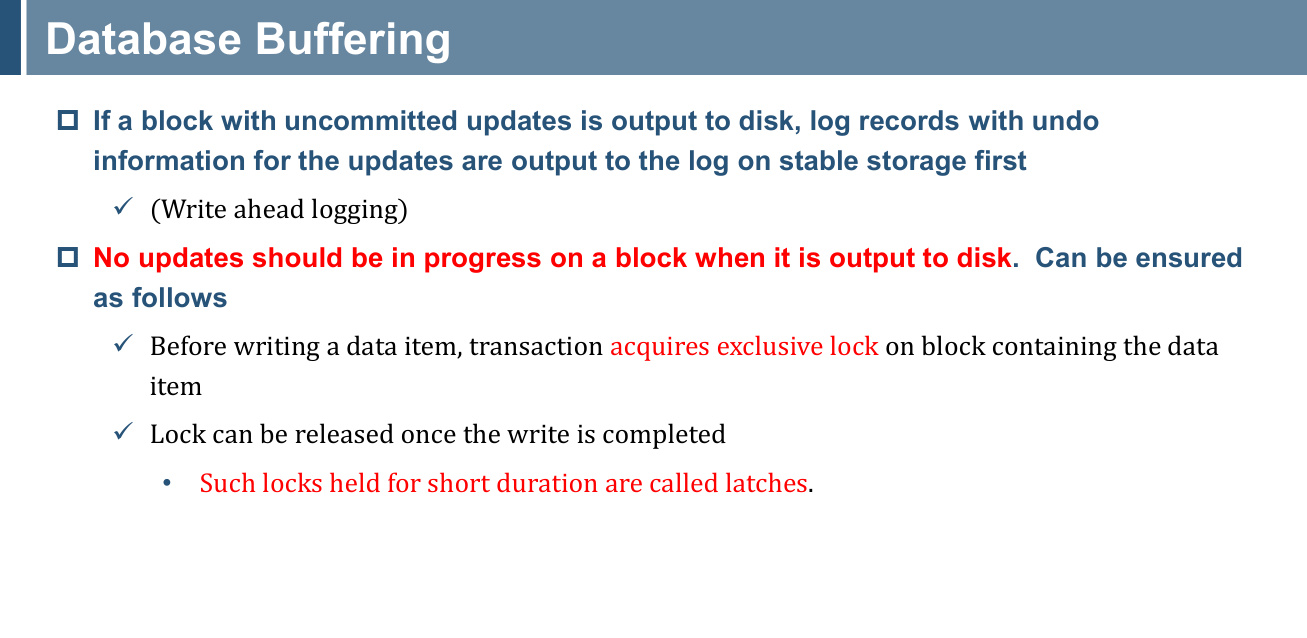 Database Buffering
If a block with uncommitted updates is output to disk, log records with undo
information for the updates are output to the log on stable storage first
✓ (Write ahead logging)
No updates should be in progress on a block when it is output to disk.  Can be ensured
as follows
✓ Before writing a data item, transaction acquires exclusive lock on block containing the data
item
✓ Lock can be released once the write is completed
• Such locks held for short duration are called latches.